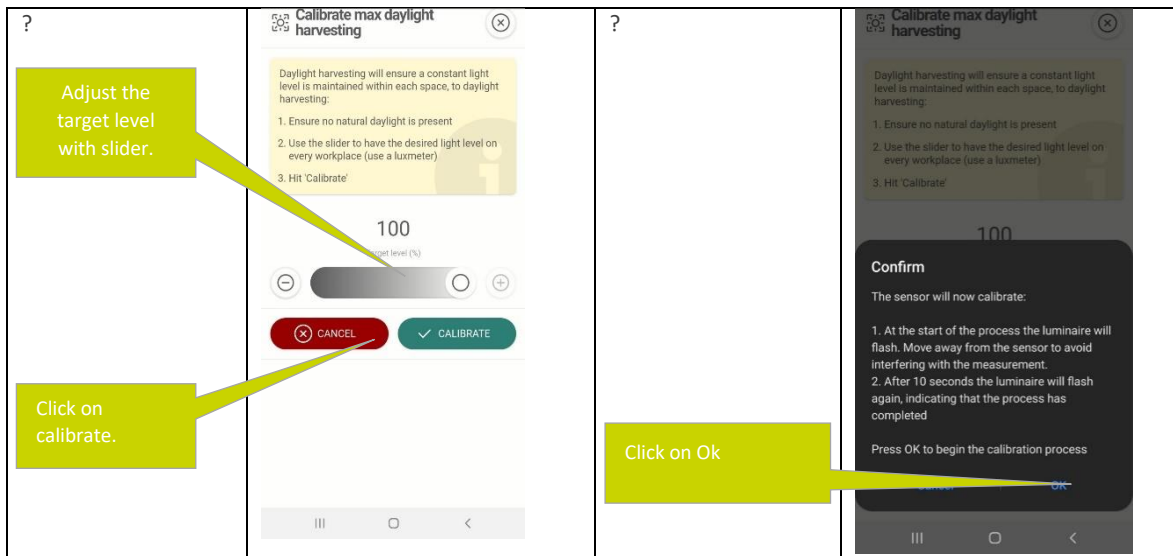 ?
Adjust the
target level
with slider.
Click on
calibrate.
Calibrate max daylight
harvesting
Daylight harvesting will ensure a constant light
level is maintained within each space, to daylight
harvesting:
1. Ensure no natural daylight is present
2. Use the slider to have the desired light level on
every workplace (use a luxmeter)
3. Hit 'Calibrate'
100
target level (%)
CANCEL
CALIBRATE
?
Click on Ok
Calibrate max daylight
harvesting
Daylight harvesting will ensure a constant light
level is maintained within each space, to daylight
harvesting:
1. Ensure no natural daylight is present
2. Use the slider to have the desired light level on
every workplace (use a luxmeter)
3. Hit 'Calibrate'
100
Confirm
The sensor will now calibrate:
1. At the start of the process the luminaire will
flash. Move away from the sensor to avoid
interfering with the measurement.
2. After 10 seconds the luminaire will flash
again, indicating that the process has
completed
Press OK to begin the calibration process
Cancel
OK